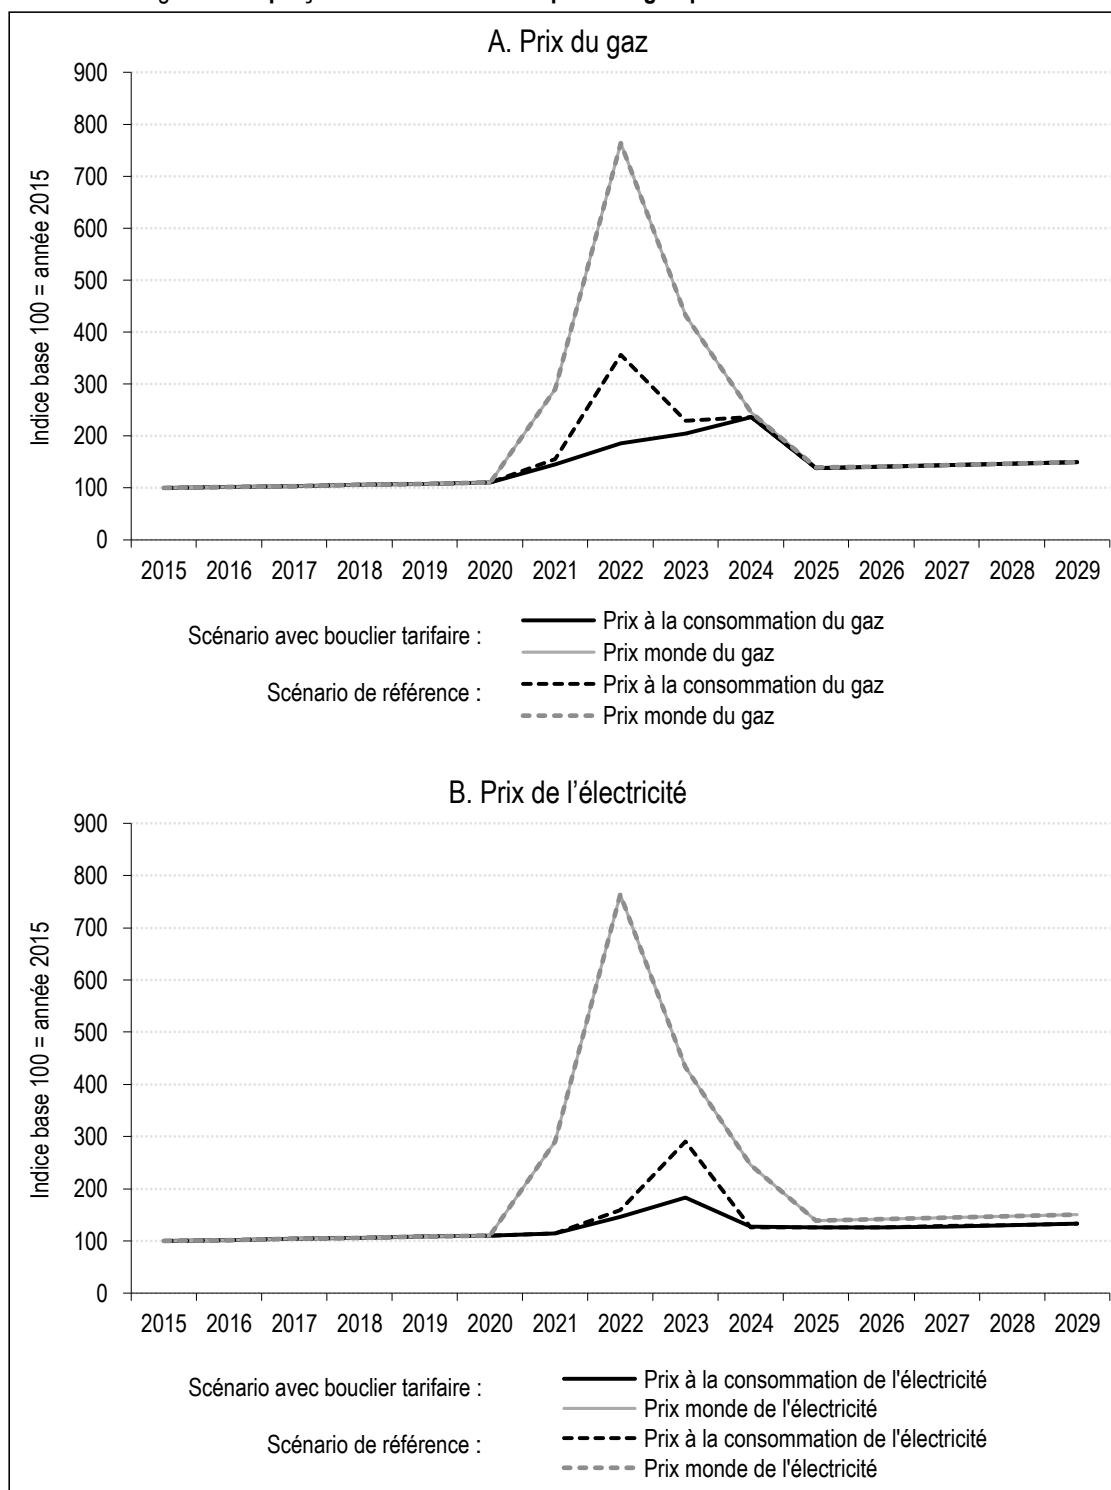 A. Prix du gaz
Indice base 100 = année 2015
900
800
700
600
500
400
300
200
100
0
2015 2016 2017 2018 2019 2020 2021 2022 2023 2024 2025 2026 2027 2028 2029
Scénario avec bouclier tarifaire :
Prix à la consommation du gaz
Prix monde du gaz
Scénario de référence :
Prix à la consommation du gaz
Prix monde du gaz
B. Prix de l’électricité
Indice base 100 = année 2015
900
800
700
600
500
400
300
200
100
0
2015 2016 2017 2018 2019 2020 2021 2022 2023 2024 2025 2026 2027 2028 2029
Scénario avec bouclier tarifaire :
Prix à la consommation de l'électricité
Prix monde de l'électricité
Scénario de référence :
Prix à la consommation de l'électricité
Prix monde de l'électricité